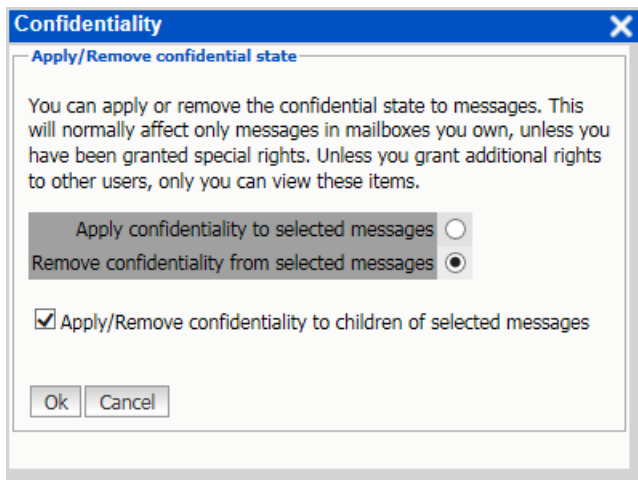 Confidentiality
Apply/Remove confidential state
You can apply or remove the confidential state to messages. This
will normally affect only messages in mailboxes you own, unless you
have been granted special rights. Unless you grant additional rights
to other users, only you can view these items.
Apply confidentiality to selected messages
Remove confidentiality from selected messages
Apply/Remove confidentiality to children of selected messages
Ok Cancel